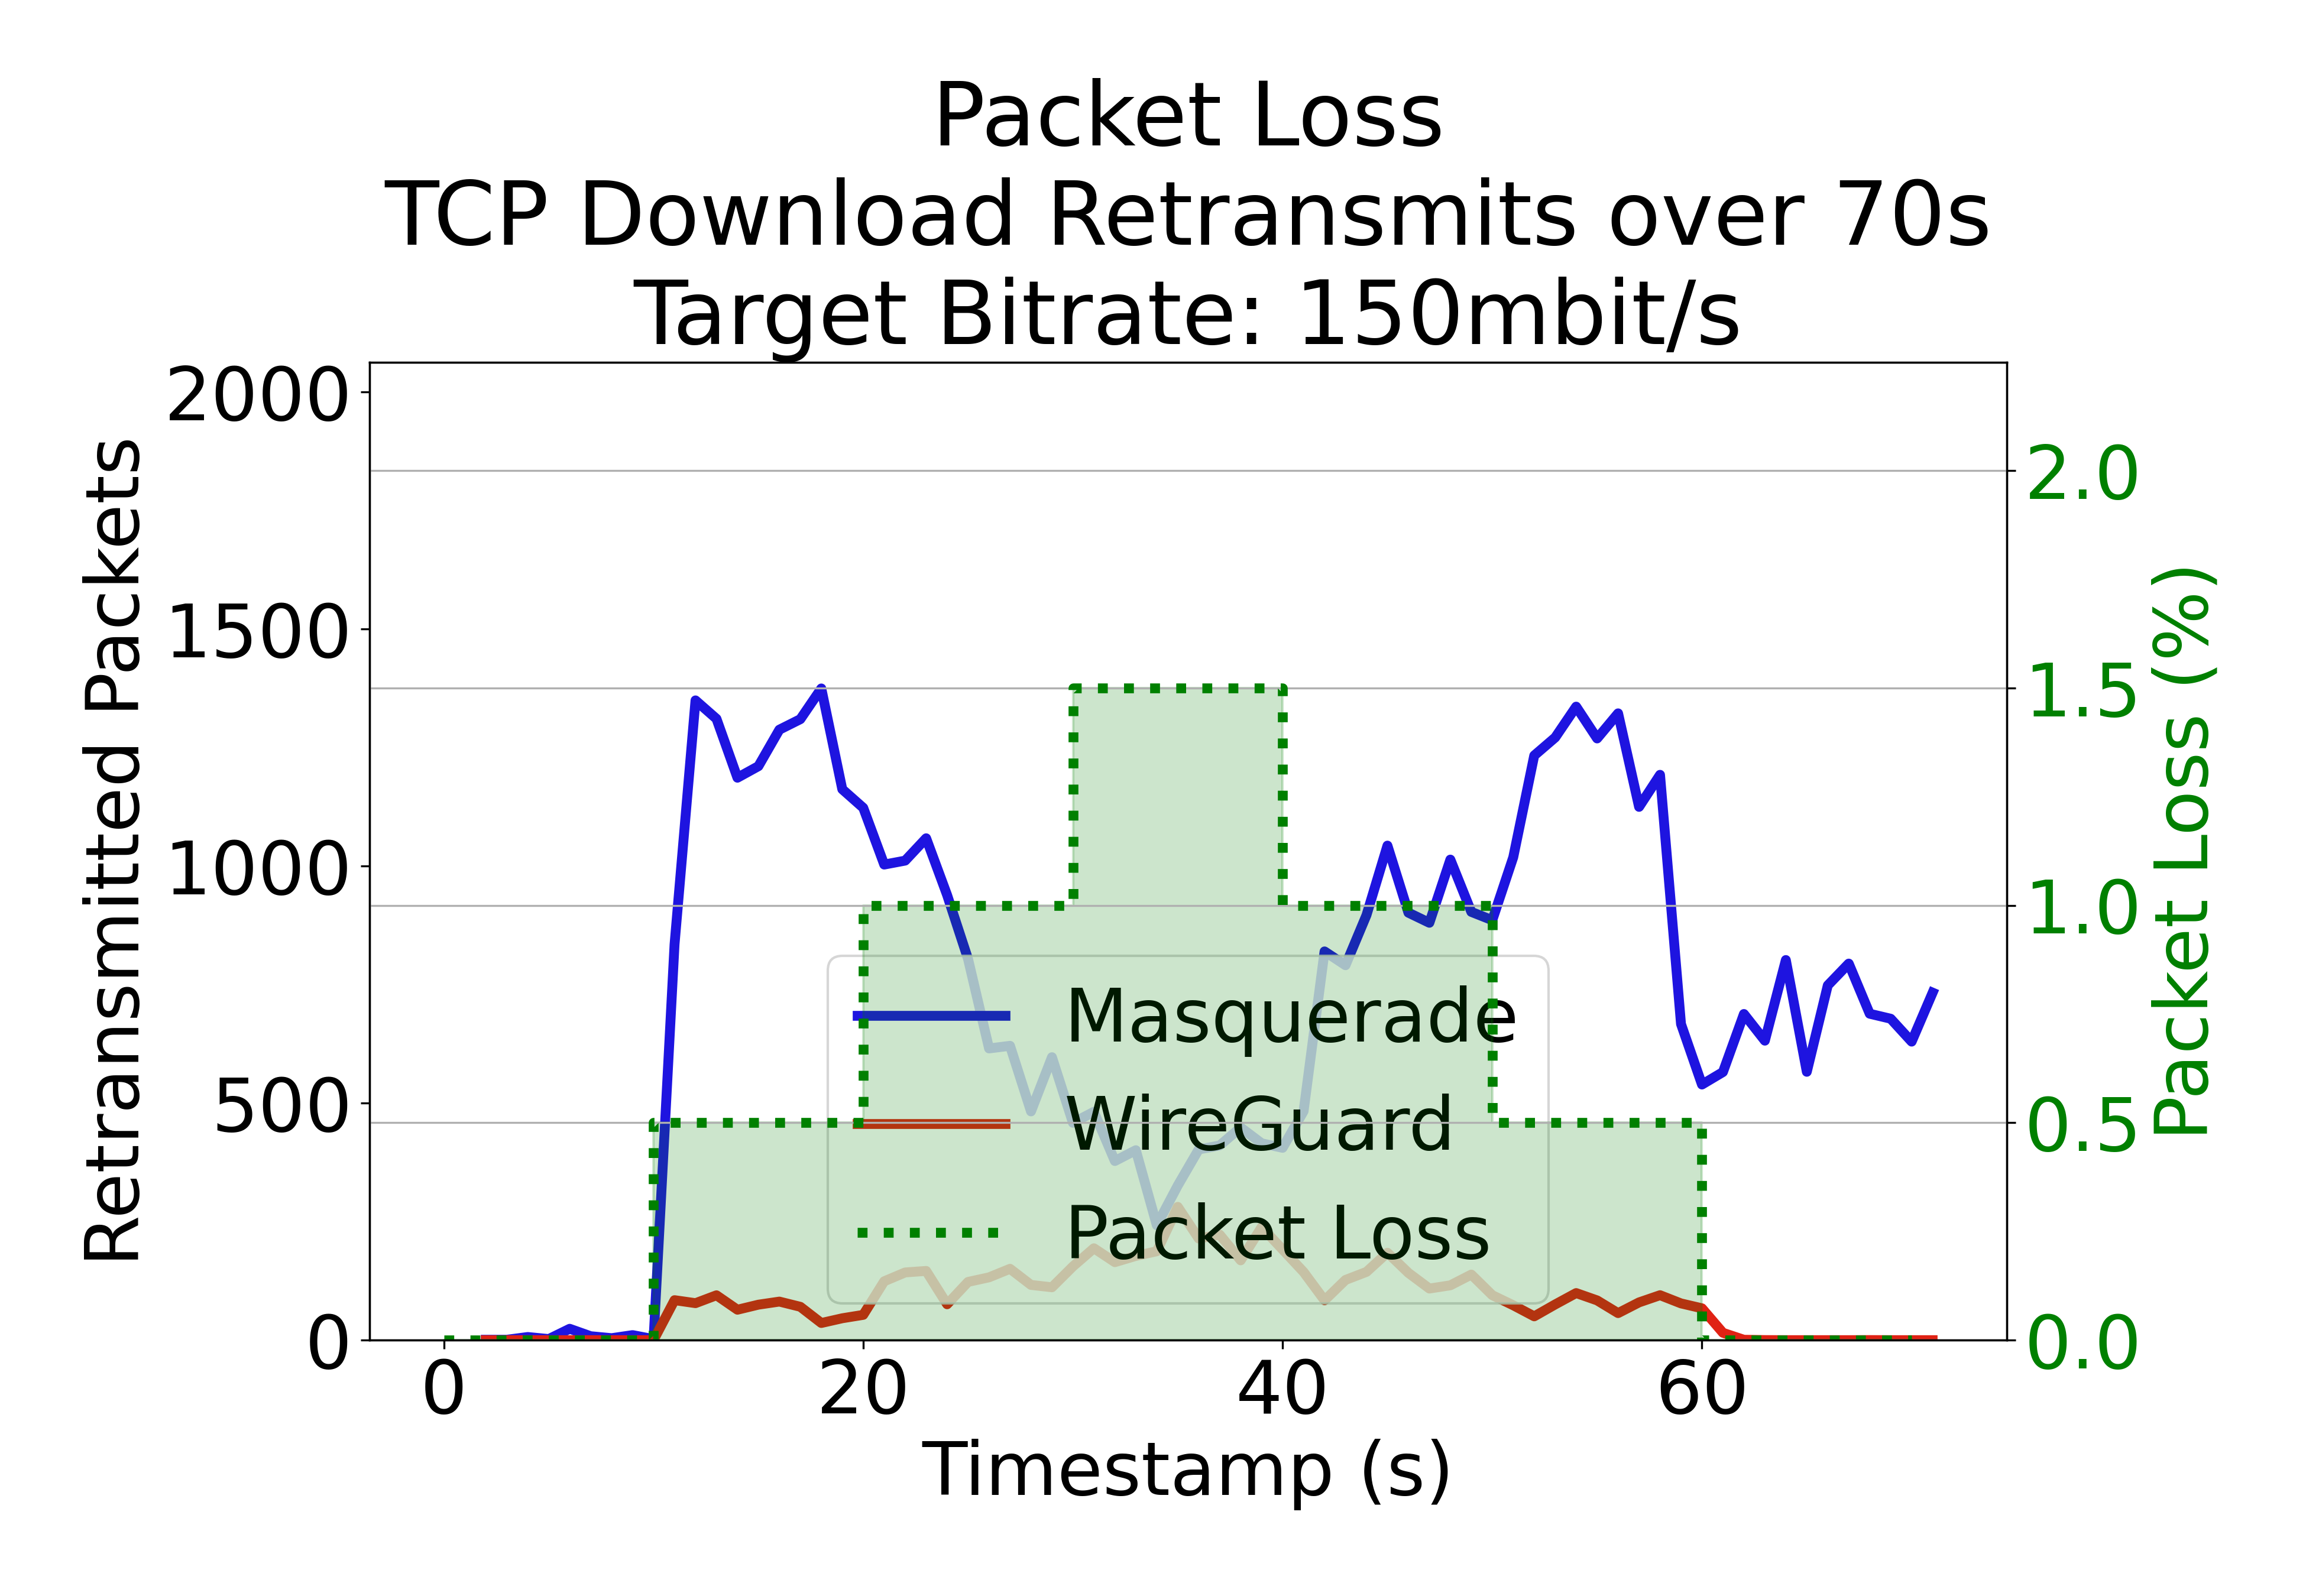 Packet Loss
TCP Download Retransmits over 70s
Target Bitrate: 150mbit/s
Retransmitted Packets
2000
1500
1000
500
0
2.0
1.5
1.0
0.5
0.0
Packet Loss (%)
Masquerade
WireGuard
Packet Loss
0 20 40 60
Timestamp (s)